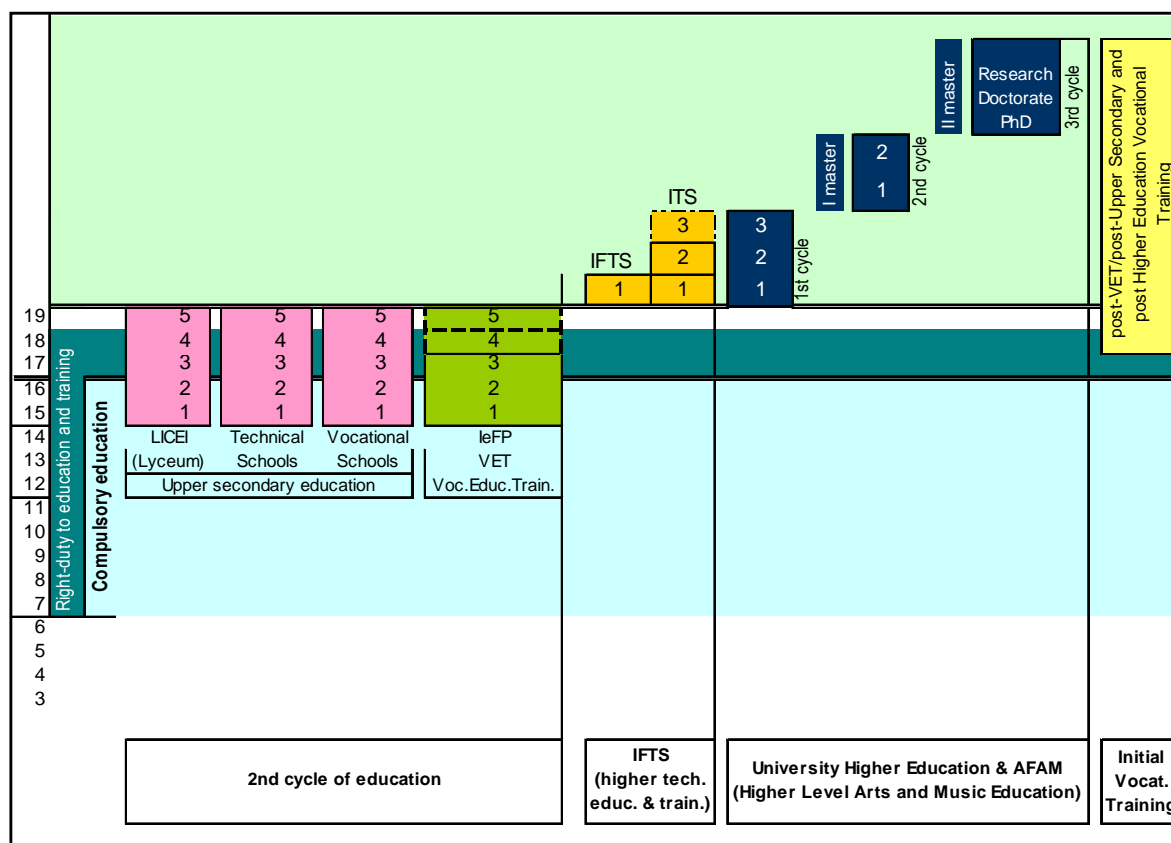 Research
Doctorate
PhD
II master
3rd cycle
2
1
I master
2nd cycle
ITS
3
2
1
IFTS
1
3
2
1
1st cycle
post-VET/post-Upper Secondary and
post Higher Education Vocational
Training
19
18
17
16
15
14
13
12
11
10
9
8
7
6
5
4
3
Right-duty to education and training
Compulsory education
5
4
3
2
1
LICEI
(Lyceum)
5
4
3
2
1
Technical
Schools
5
4
3
2
1
Vocational
Schools
Upper secondary education
5
4
3
2
1
IeFP
VET
Voc.Educ.Train.
2nd cycle of education
IFTS
(higher tech.
educ. & train.)
University Higher Education & AFAM
(Higher Level Arts and Music Education)
Initial
Vocat.
Training